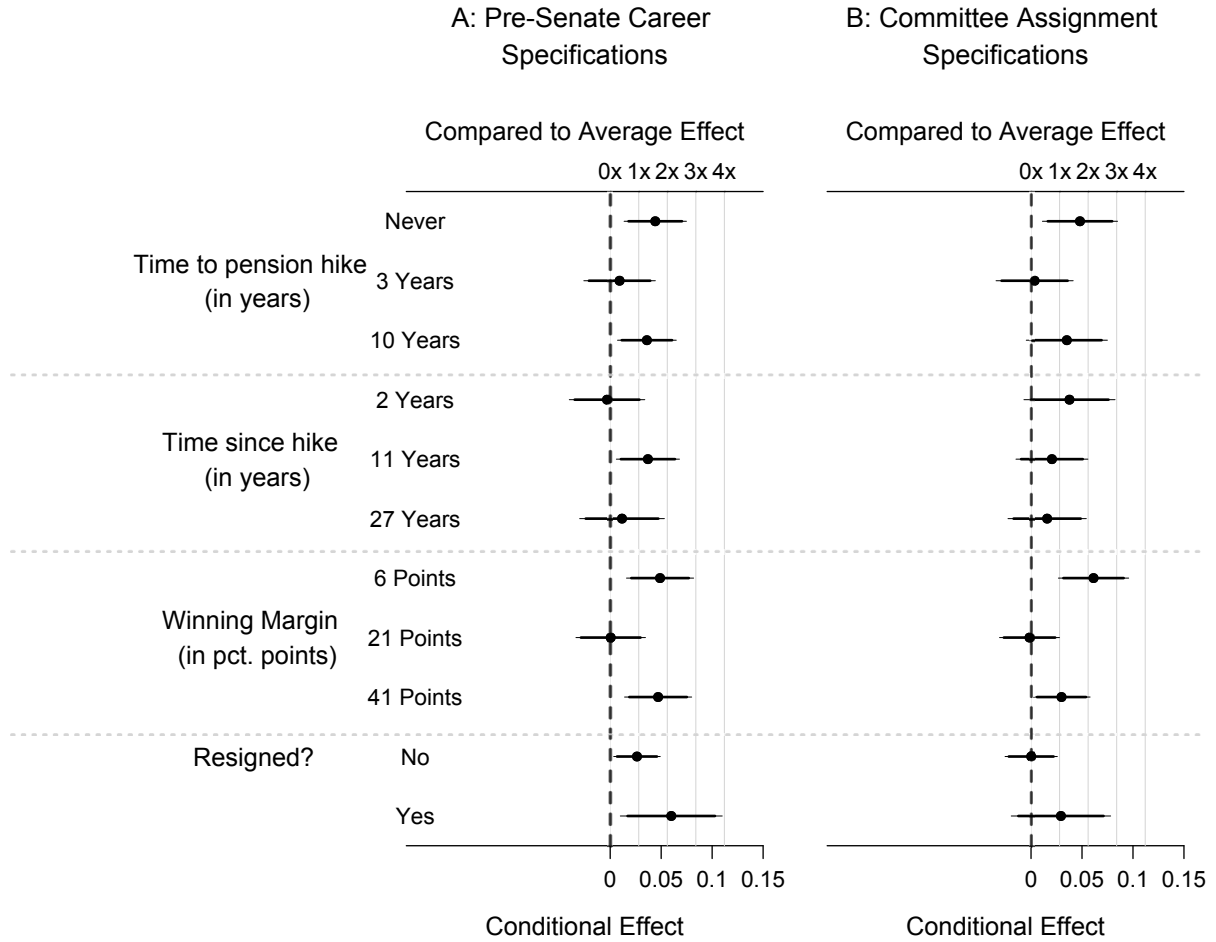 A: Pre-Senate Career
Specifications
B: Committee Assignment
Specifications
Compared to Average Effect
Compared to Average Effect
0x 1x 2x 3x 4x
0x 1x 2x 3x 4x
Time to pension hike
(in years)
Never
3 Years
10 Years
Time since hike
(in years)
2 Years
11 Years
27 Years
Winning Margin
(in pct. points)
6 Points
21 Points
41 Points
Resigned?
No
Yes
0 0.05 0.1 0.15
0 0.05 0.1 0.15
Conditional Effect
Conditional Effect